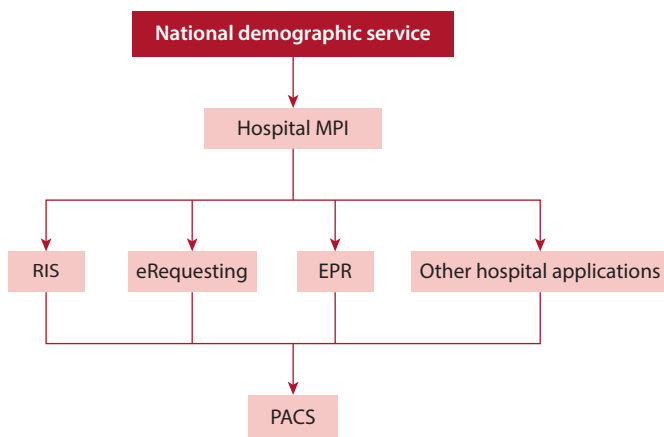 National demographic service
Hospital MPI
RIS
eRequesting
EPR
Other hospital applications
PACS